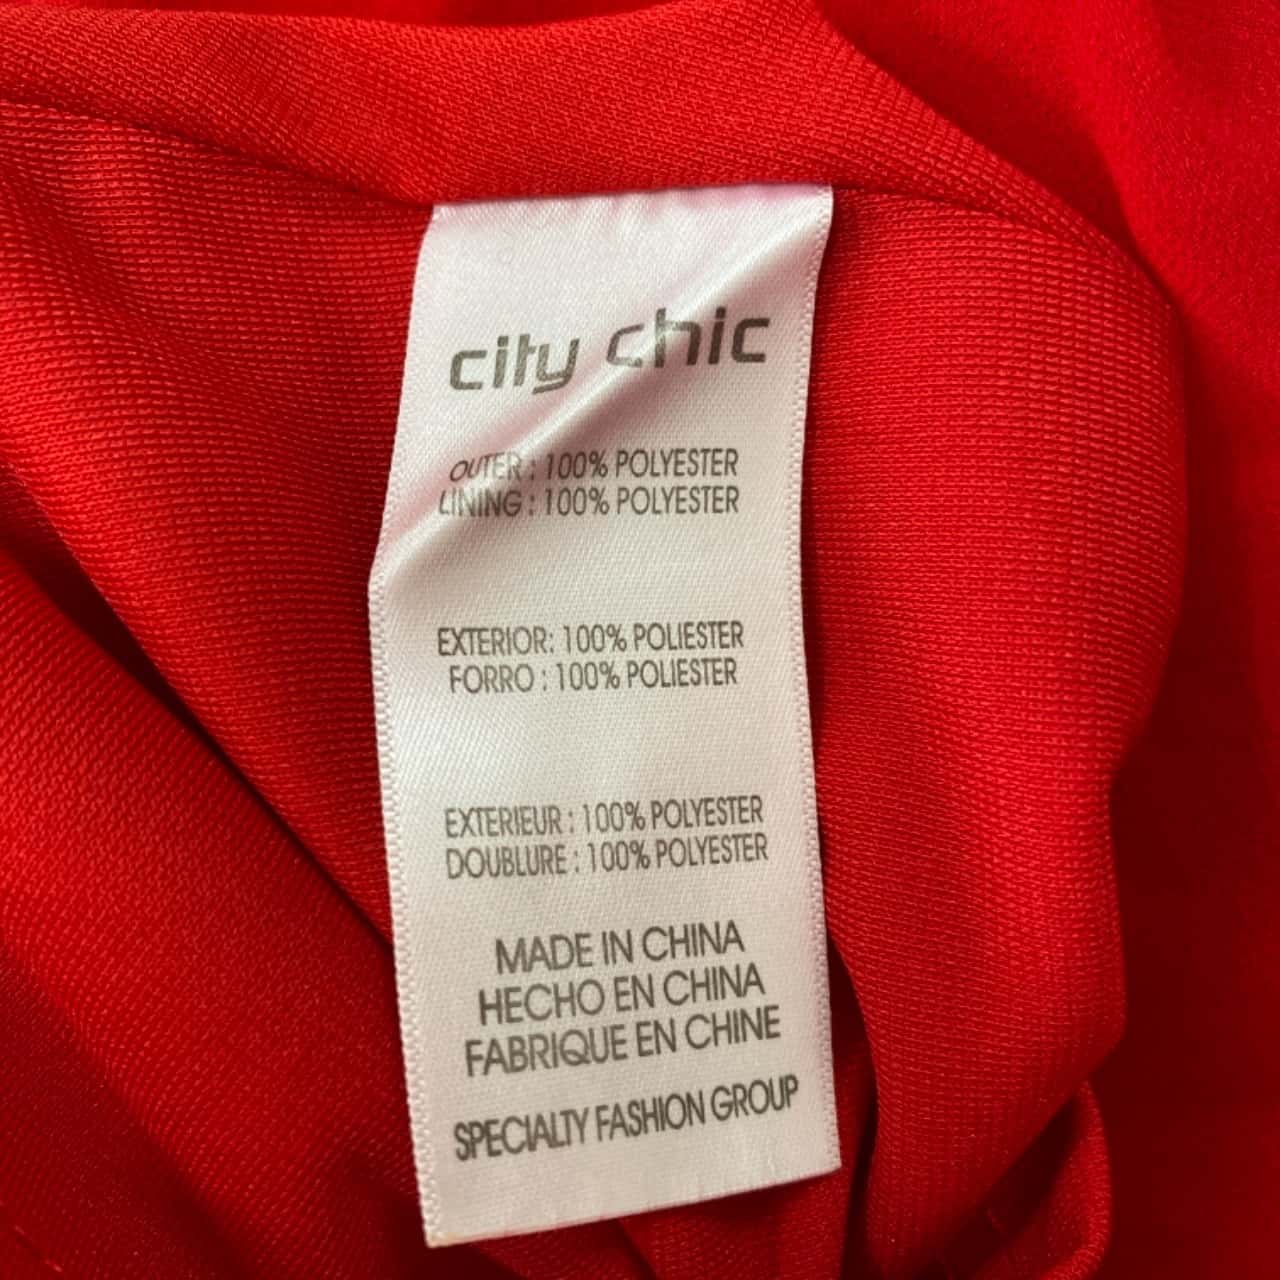 city chic
OUTER : 100% POLYESTER
LINING : 100% POLYESTER
EXTERIOR: 100% POLIESTER
FORRO : 100% POLIESTER
EXTERIEUR : 100% POLYESTER
DOUBLURE : 100% POLYESTER
MADE IN CHINA
HECHO EN CHINA
FABRIQUE EN CHINE
SPECIALTY FASHION GROUP